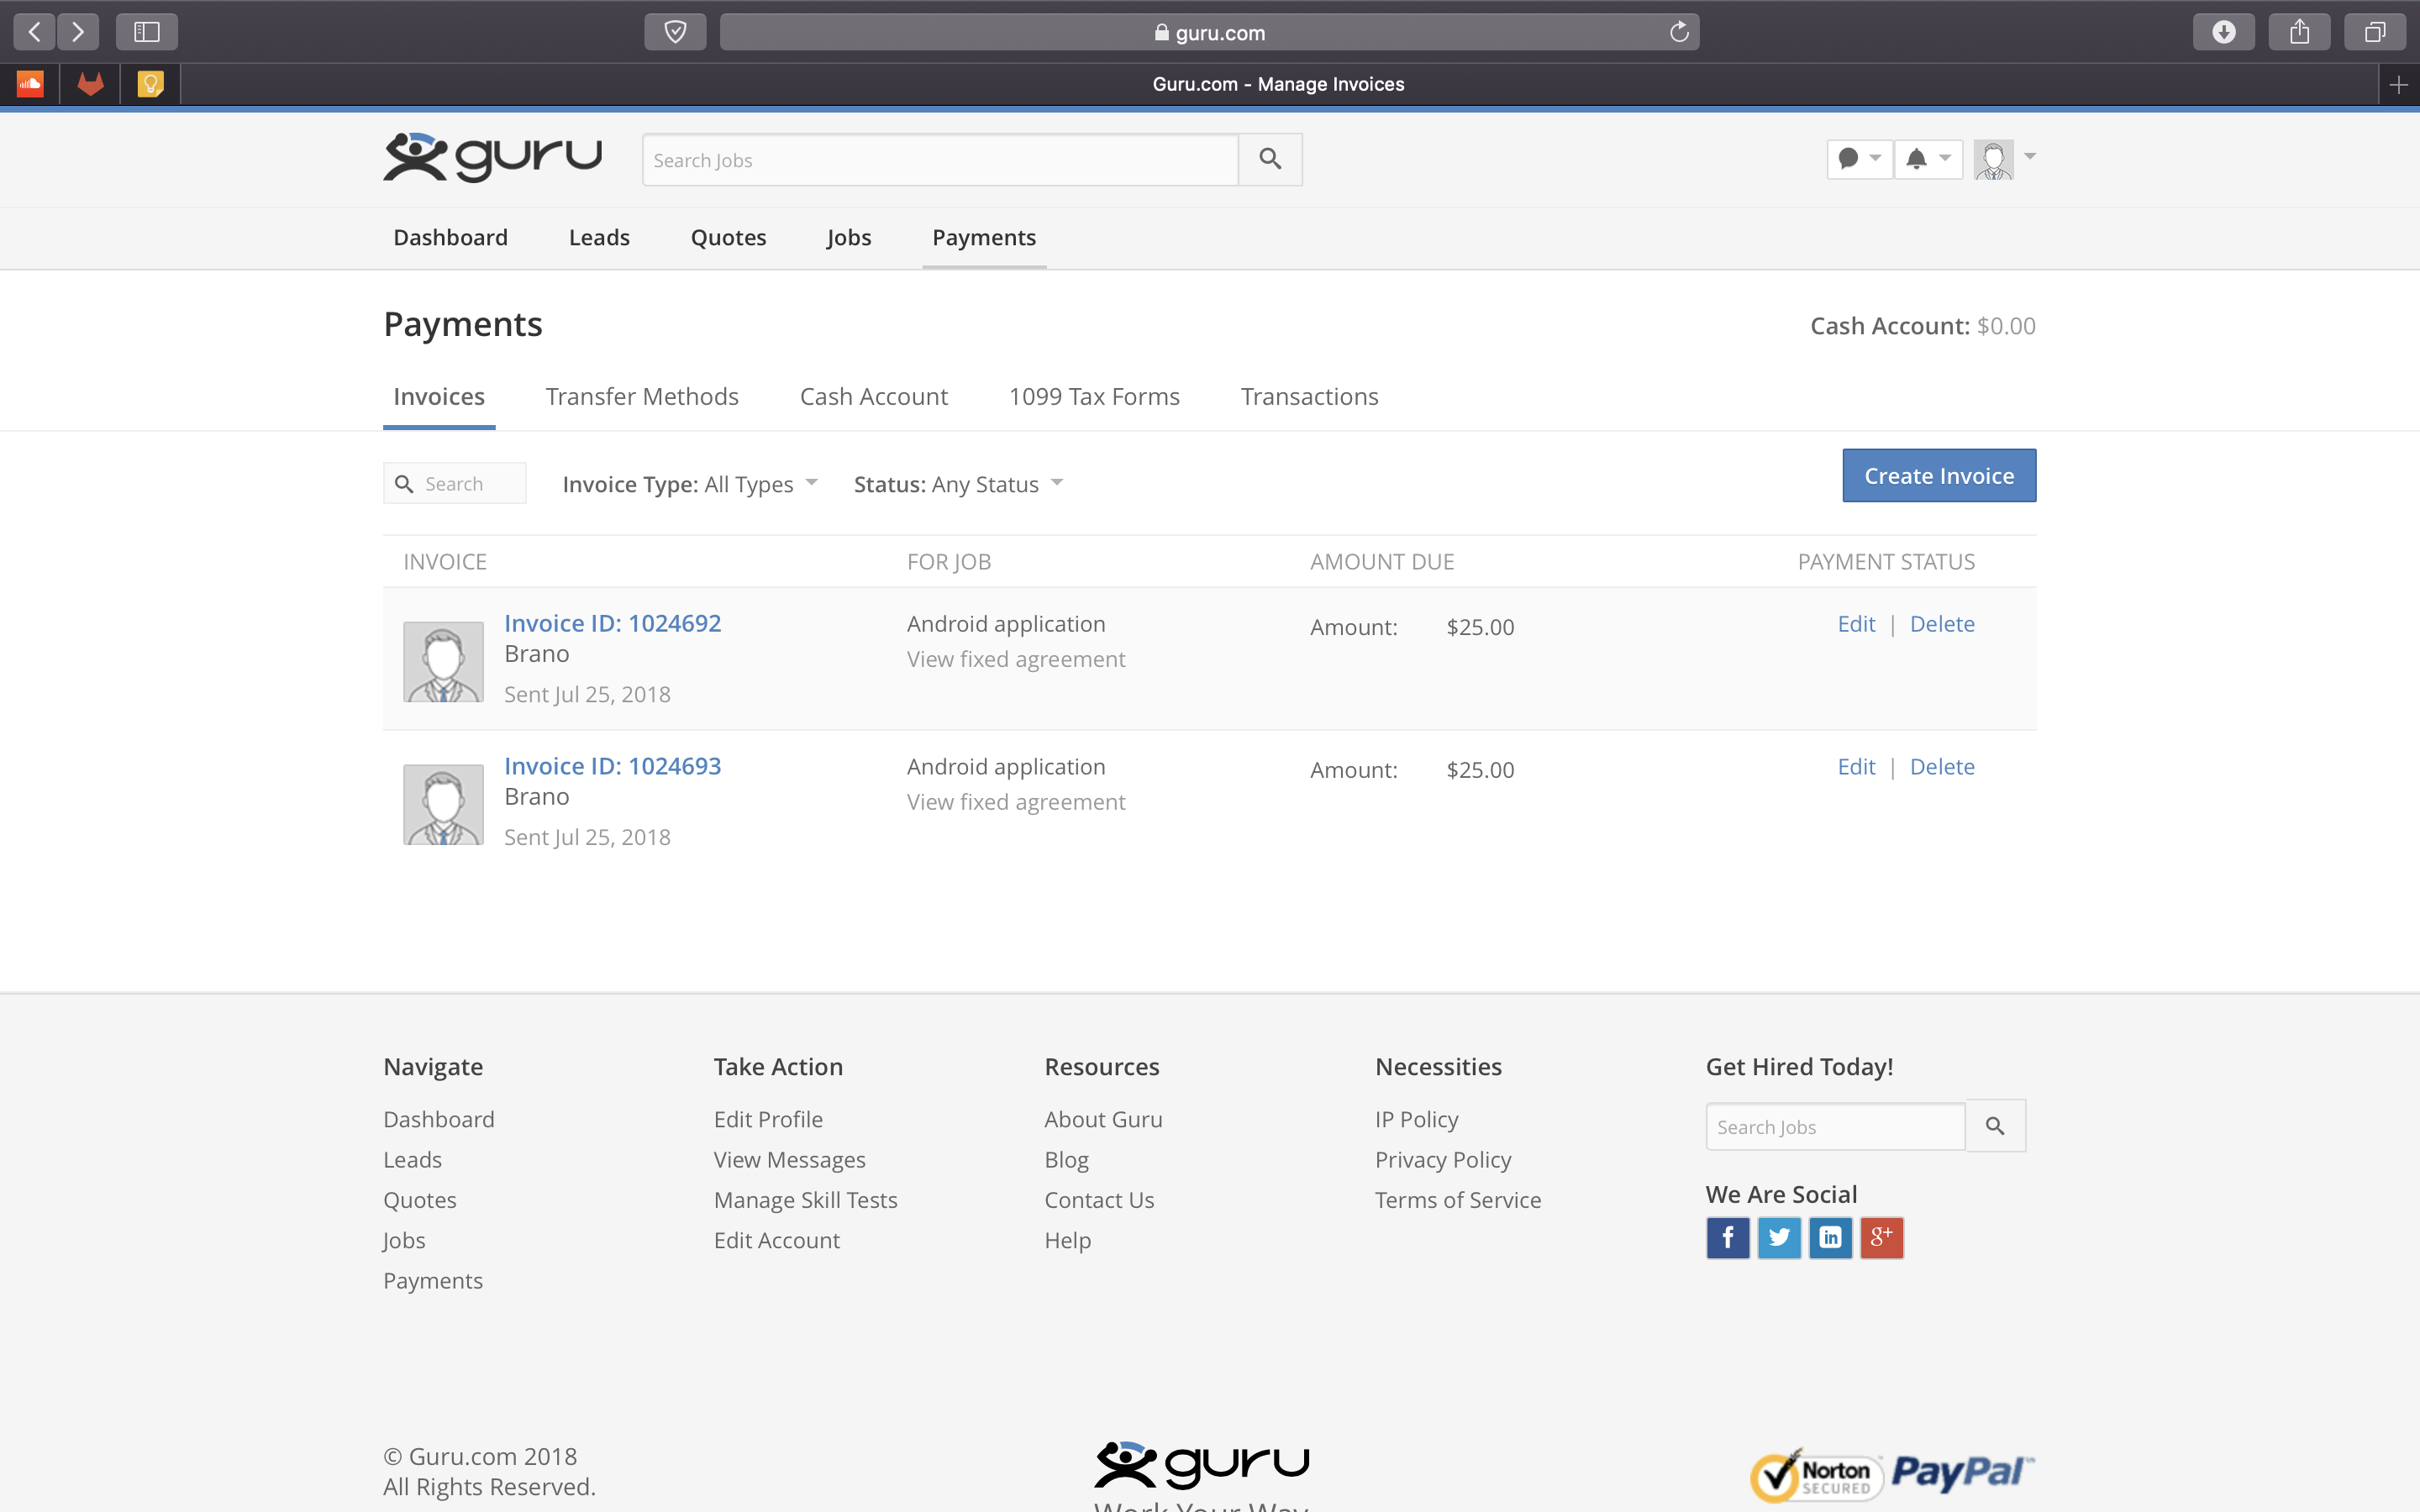 guru.com
Guru.com - Manage Invoices
guru
Search Jobs
Dashboard
Leads
Quotes
Jobs
Payments
Payments
Cash Account: $0.00
Invoices
Transfer Methods
Cash Account
1099 Tax Forms
Transactions
Search
Invoice Type: All Types
Status: Any Status
Create Invoice
INVOICE
FOR JOB
AMOUNT DUE
PAYMENT STATUS
Invoice ID: 1024692
Brano
Sent Jul 25, 2018
Android application
View fixed agreement
Amount: $25.00
Edit | Delete
Invoice ID: 1024693
Brano
Sent Jul 25, 2018
Android application
View fixed agreement
Amount: $25.00
Edit | Delete
Navigate
Dashboard
Leads
Quotes
Jobs
Payments
Take Action
Edit Profile
View Messages
Manage Skill Tests
Edit Account
Resources
About Guru
Blog
Contact Us
Help
Necessities
IP Policy
Privacy Policy
Terms of Service
Get Hired Today!
Search Jobs
We Are Social
f
in
g+
© Guru.com 2018
All Rights Reserved.
guru
Work Your Way
Norton
SECURED
PayPal